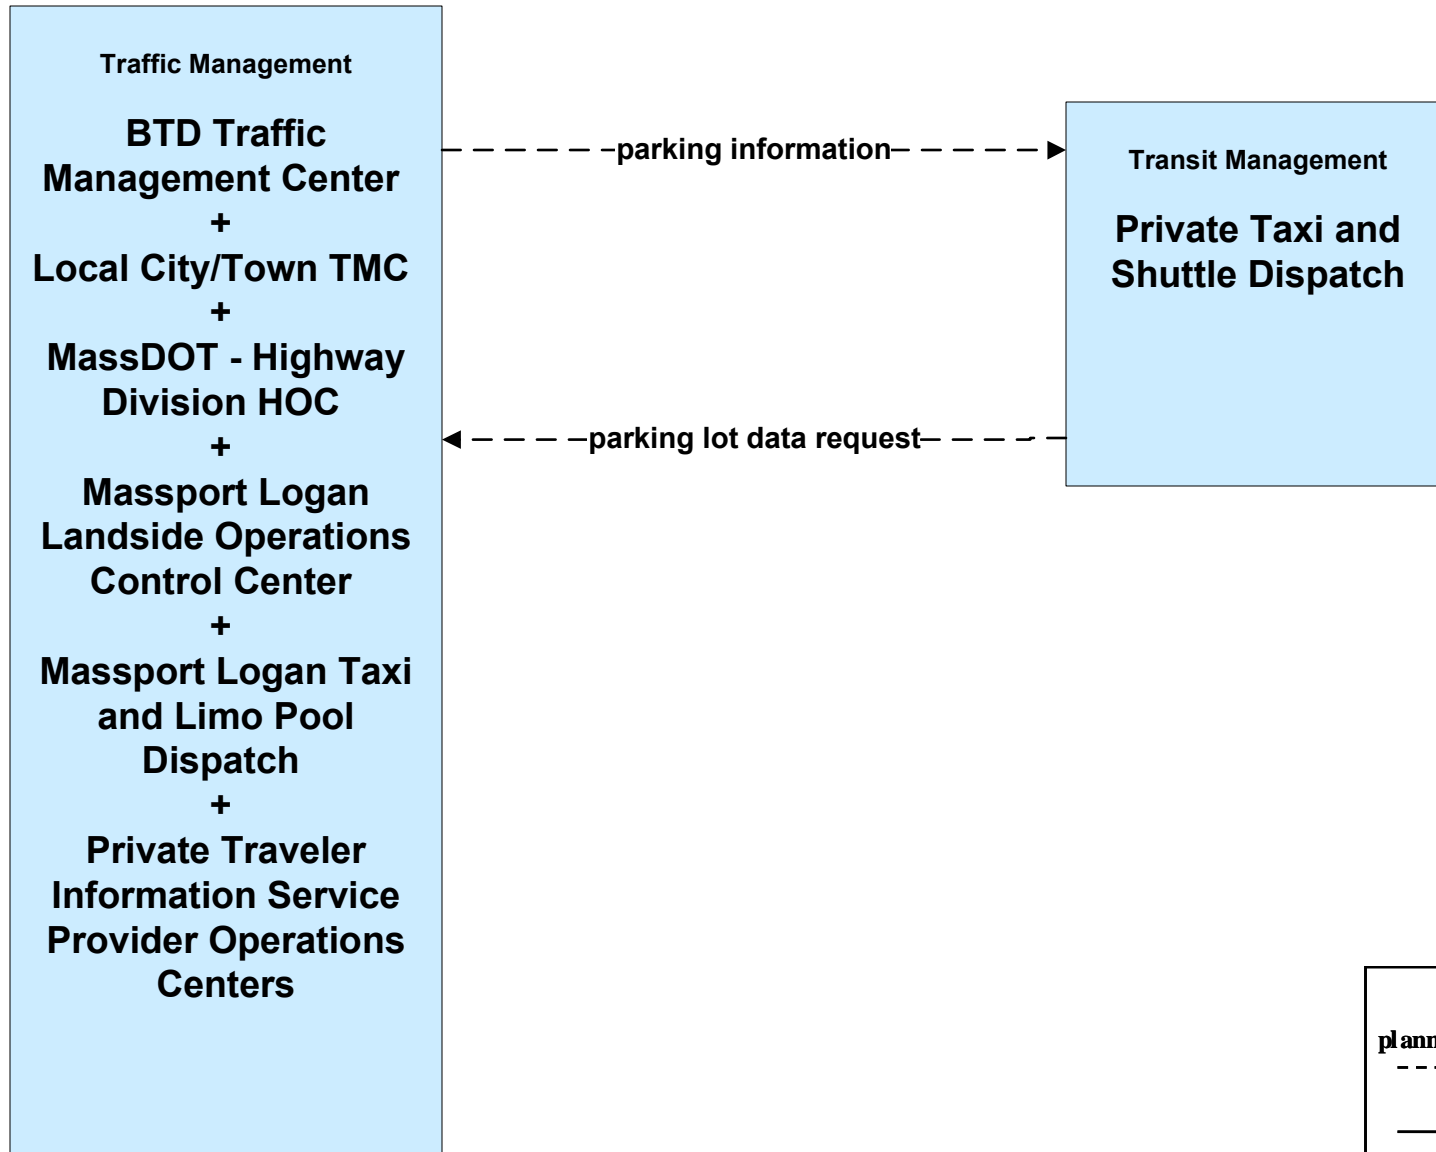 Traffic Management
BTD Traffic
Management Center
+
Local City/Town TMC
+
MassDOT - Highway
Division HOC
+
Massport Logan
Landside Operations
Control Center
+
Massport Logan Taxi
and Limo Pool
Dispatch
+
Private Traveler
Information Service
Provider Operations
Centers
parking information
parking lot data request
Transit Management
Private Taxi and
Shuttle Dispatch